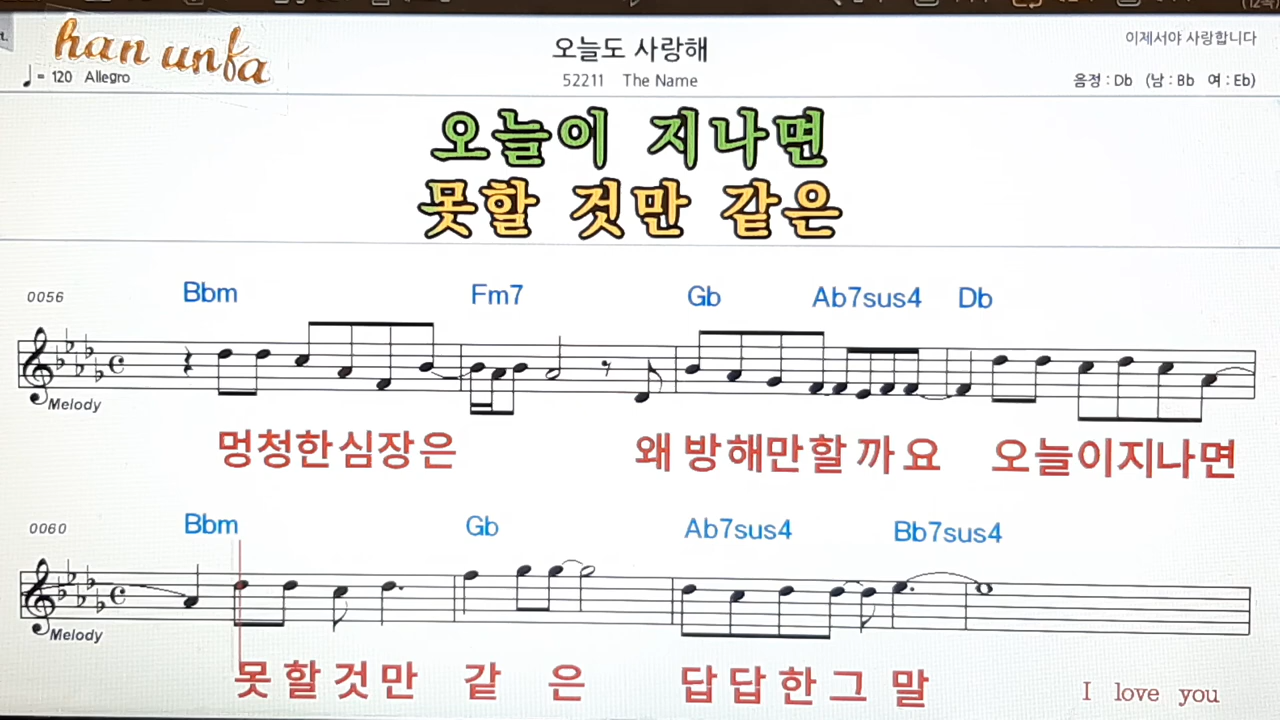 han unfa
오늘도 사랑해
이제서야 사랑합니다
♩ = 120 Allegro
52211 The Name
음정 : Db (남 : Bb 여 : Eb)
오늘이 지나면
못할 것만 같은
0056 Bbm Fm7 Gb Ab7sus4 Db
Melody
멍청한심장은 왜 방해만할까요 오늘이지나면
0060 Bbm Gb Ab7sus4 Bb7sus4
Melody
못할것만 같은 답답한그말 I love you